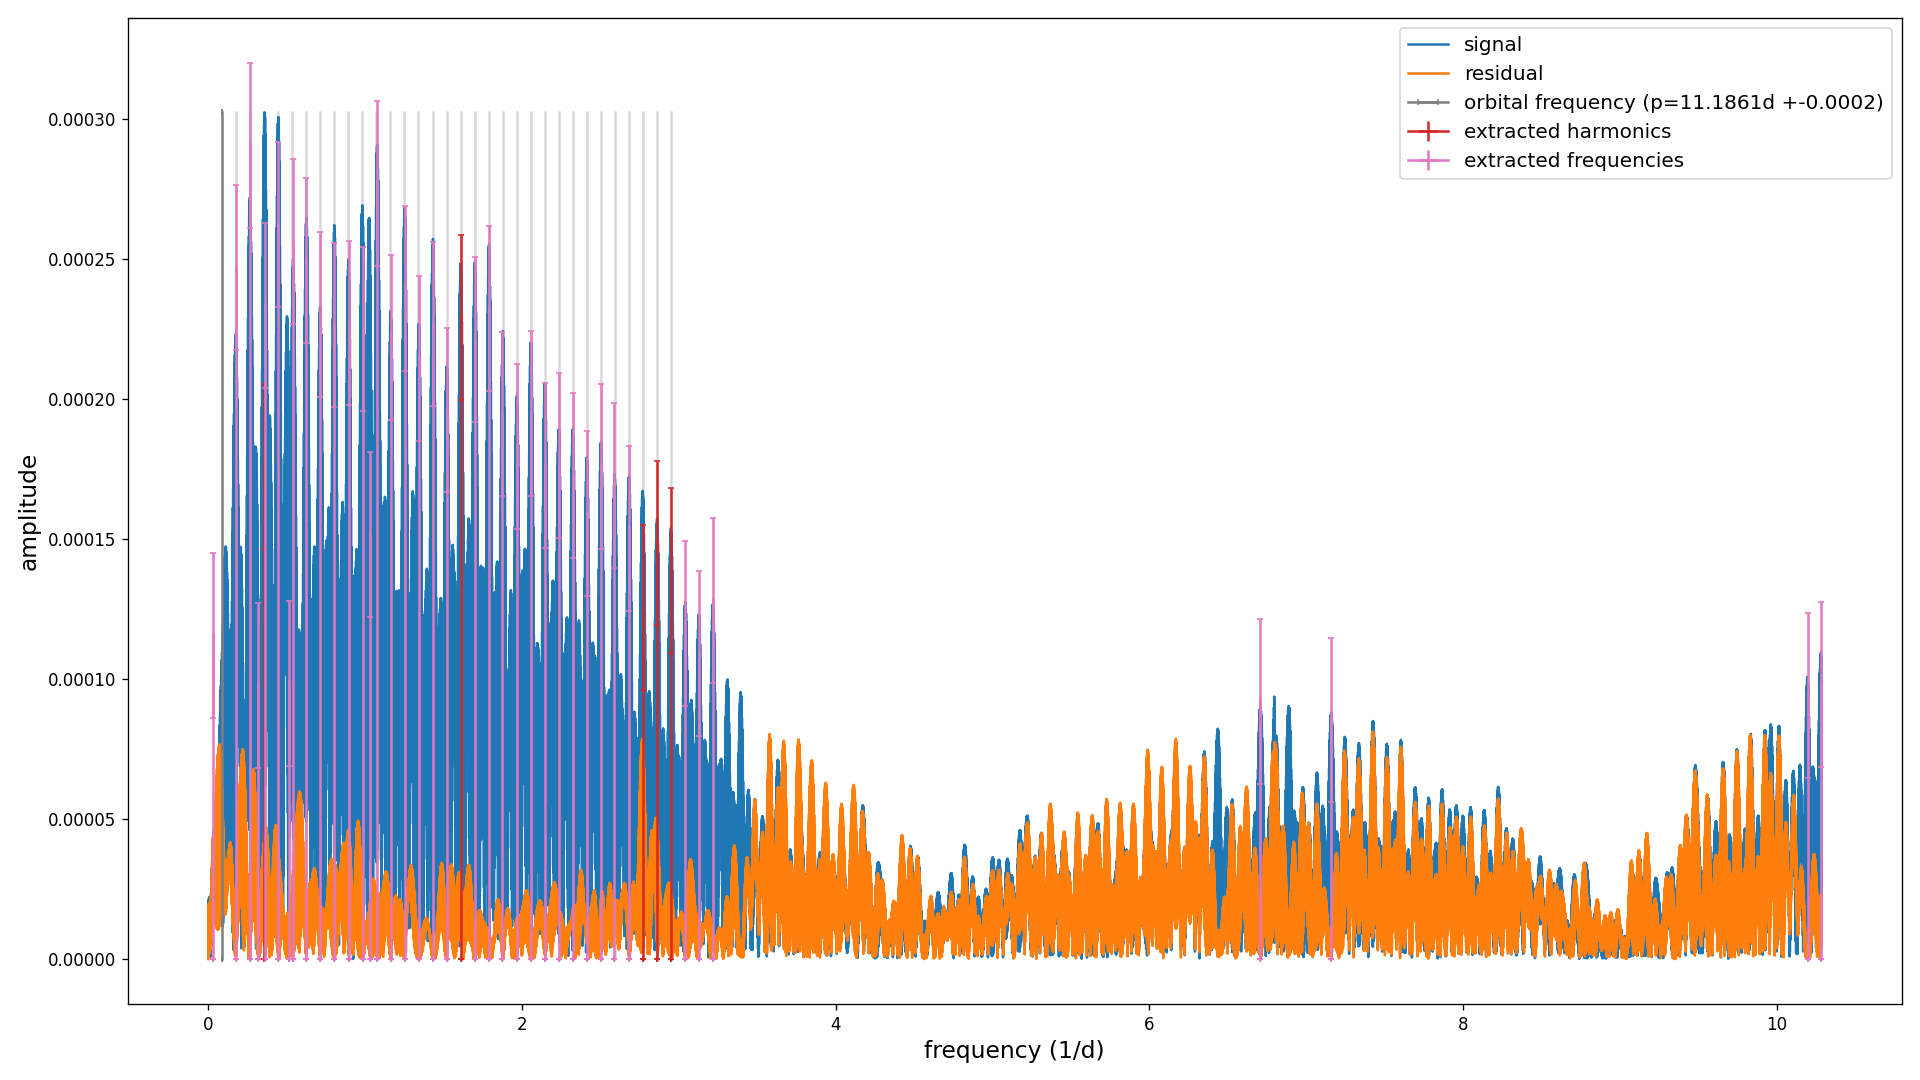 signal
residual
orbital frequency (p=11.1861d +-0.0002)
extracted harmonics
extracted frequencies
0.00030
0.00025
0.00020
0.00015
0.00010
0.00005
0.00000
amplitude
0 2 4 6 8 10
frequency (1/d)